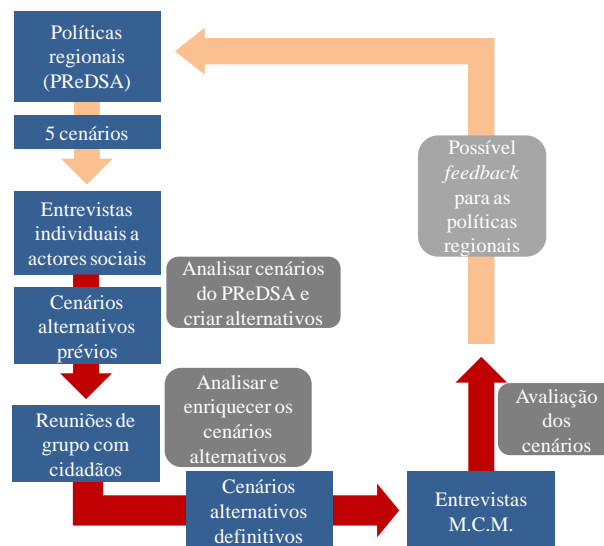 Políticas
regionais
(PReDSA)
5 cenários
Entrevistas
individuais a
actores sociais
Analisar cenários
do PReDSA e
criar alternativos
Cenários
alternativos
prévios
Analisar e
enriquecer os
cenários
alternativos
Reuniões de
grupo com
cidadãos
Cenários
alternativos
definitivos
Entrevistas
M.C.M.
Avaliação
dos
cenários
Possível
feedback
para as
políticas
regionais